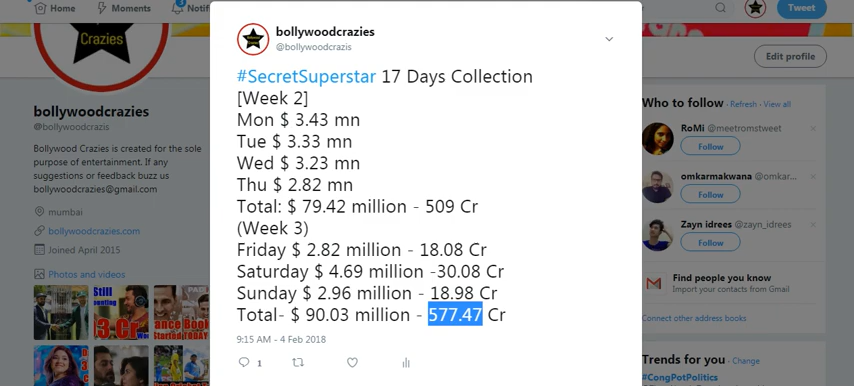 Home
Moments
Notif
Tweet
Crazies
Edit profile
bollywoodcrazies
@bollywoodcrazis
Bollywood Crazies is created for the sole
purpose of entertainment. If any
suggestions or feedback buzz us
bollywoodcrazies@gmail.com
mumbai
bollywoodcrazies.com
Joined April 2015
Photos and videos
bollywoodcrazies
@bollywoodcrazis
#SecretSuperstar 17 Days Collection
[Week 2]
Mon $ 3.43 mn
Tue $ 3.33 mn
Wed $ 3.23 mn
Thu $ 2.82 mn
Total: $ 79.42 million - 509 Cr
(Week 3)
Friday $ 2.82 million - 18.08 Cr
Saturday $ 4.69 million -30.08 Cr
Sunday $ 2.96 million - 18.98 Cr
Total- $ 90.03 million - 577.47 Cr
9:15 AM - 4 Feb 2018
1
Who to follow · Refresh · View all
RoMi @meetromstweet
Follow
omkarmakwana @omkar...
Follow
Zayn idrees @zayn_idrees
Follow
Find people you know
Import your contacts from Gmail
Connect other address books
Trends for you · Change
#CongPotPolitics